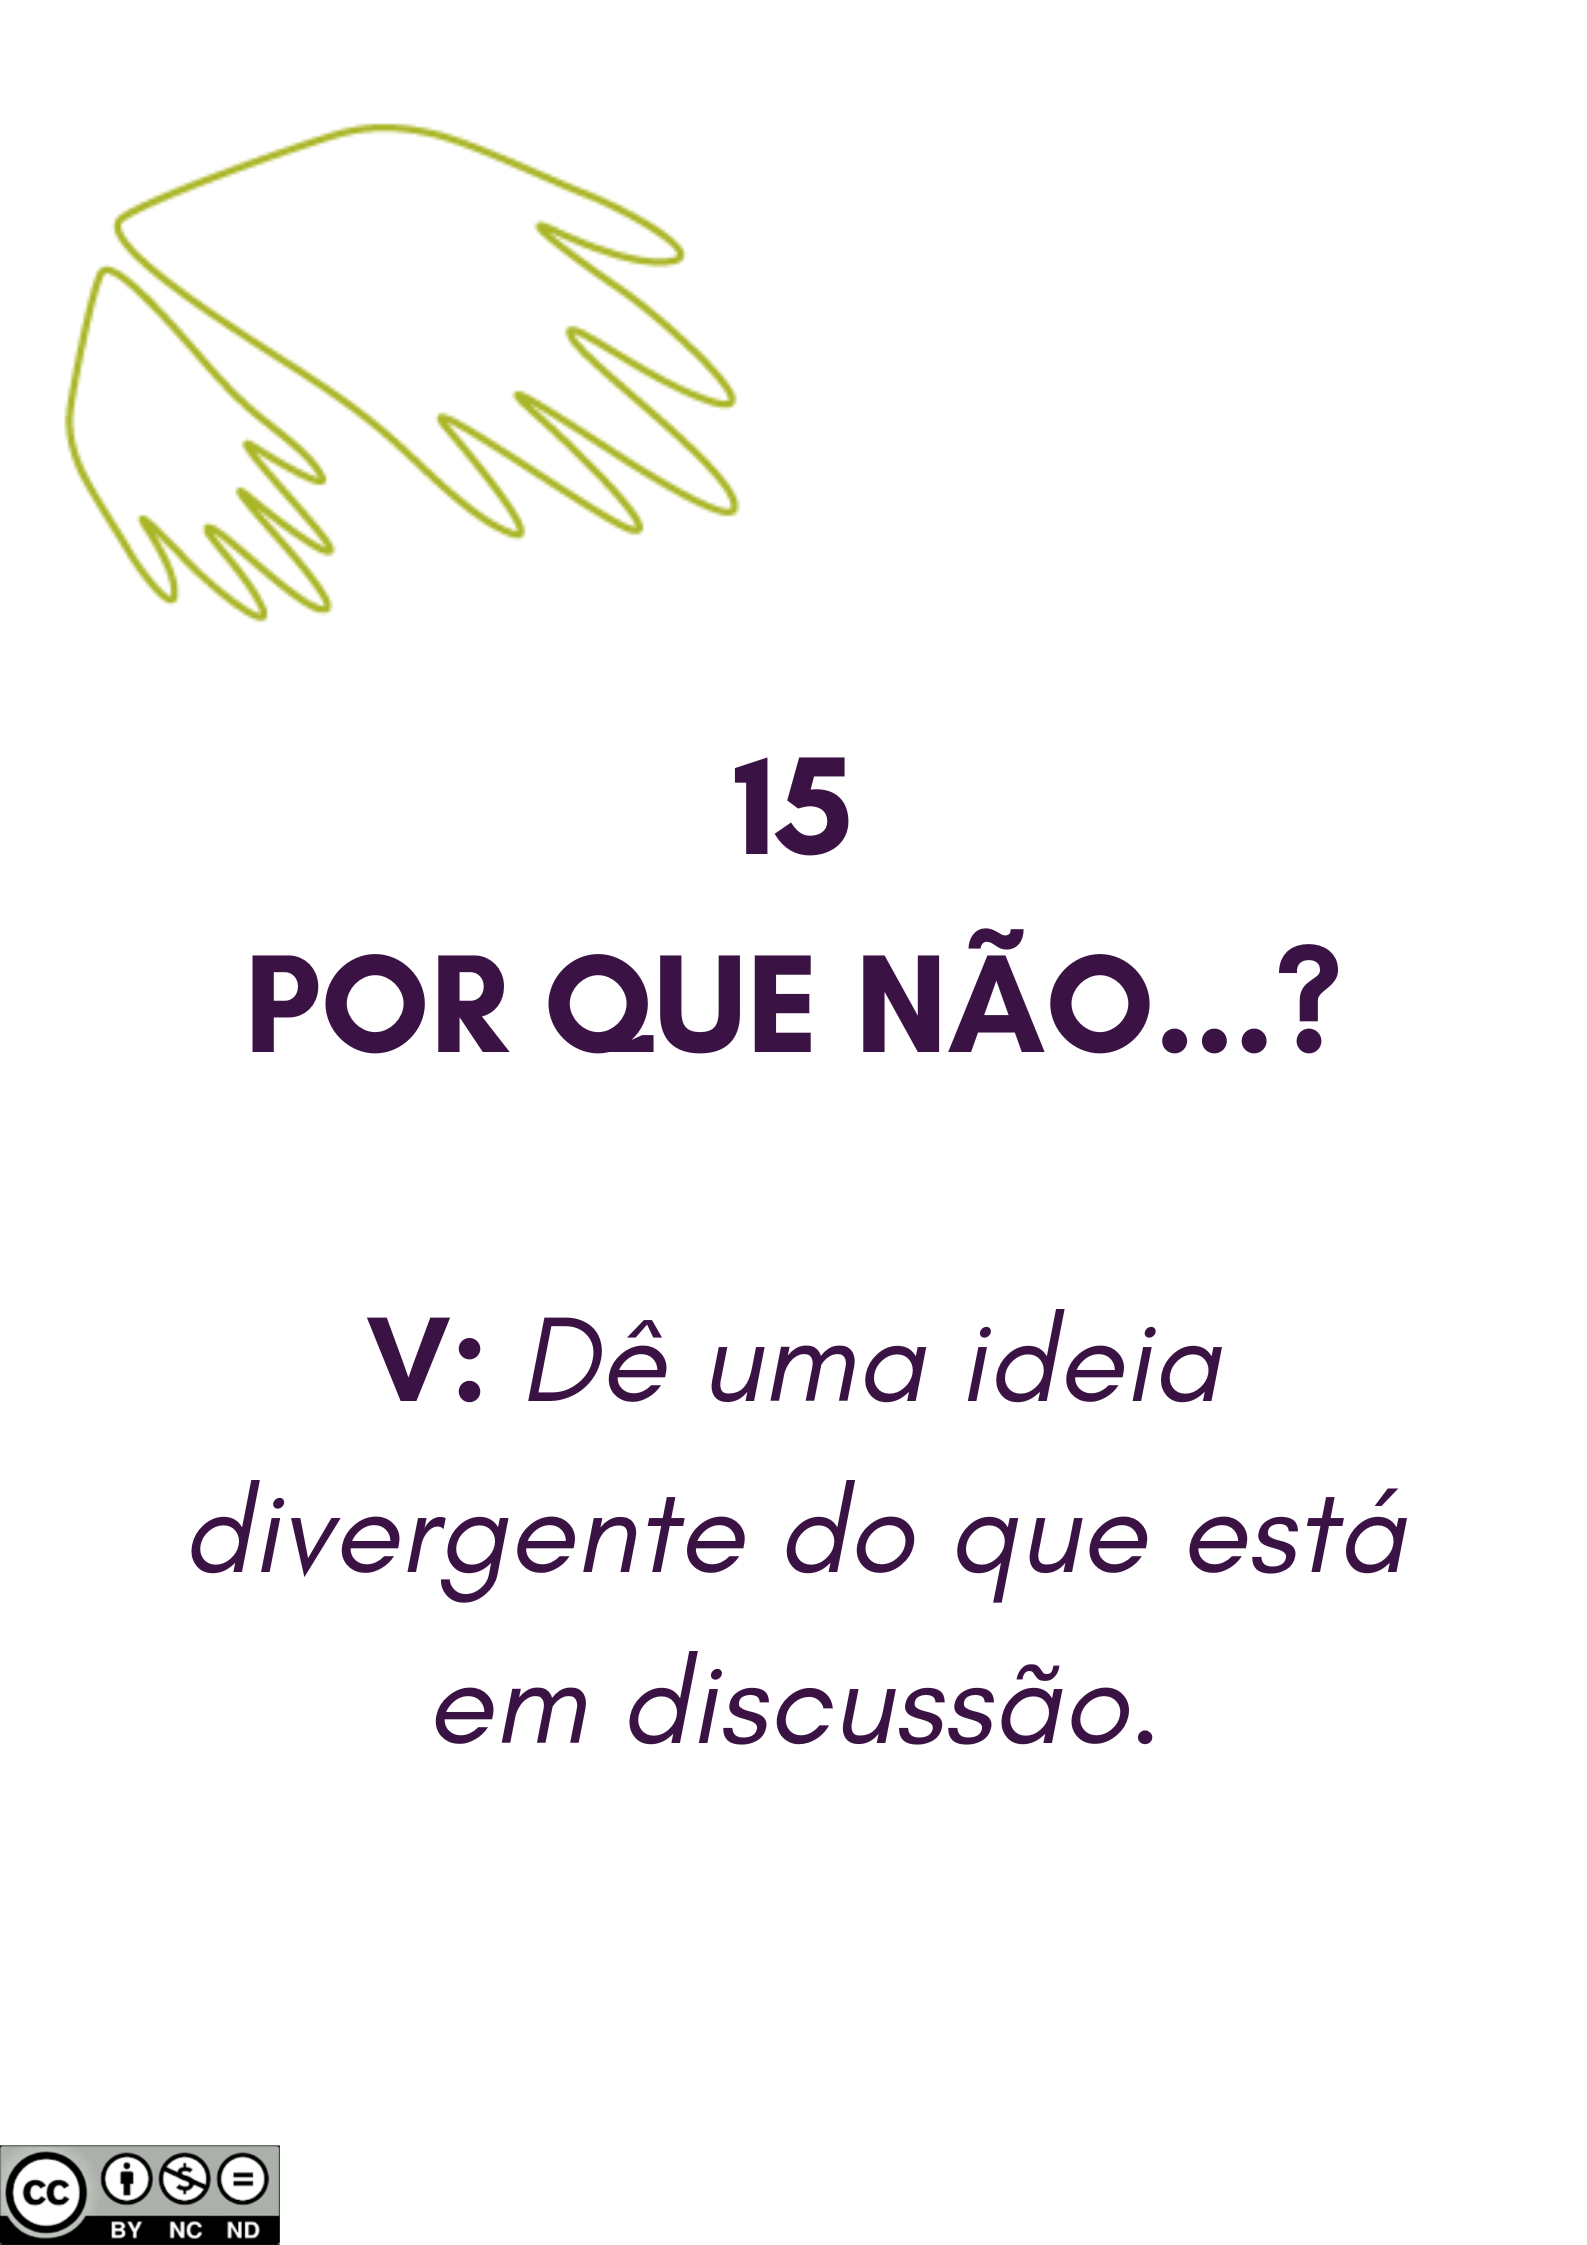 15
POR QUE NÃO...?
V: Dê uma ideia
divergente do que está
em discussão.
cc
BY NC ND